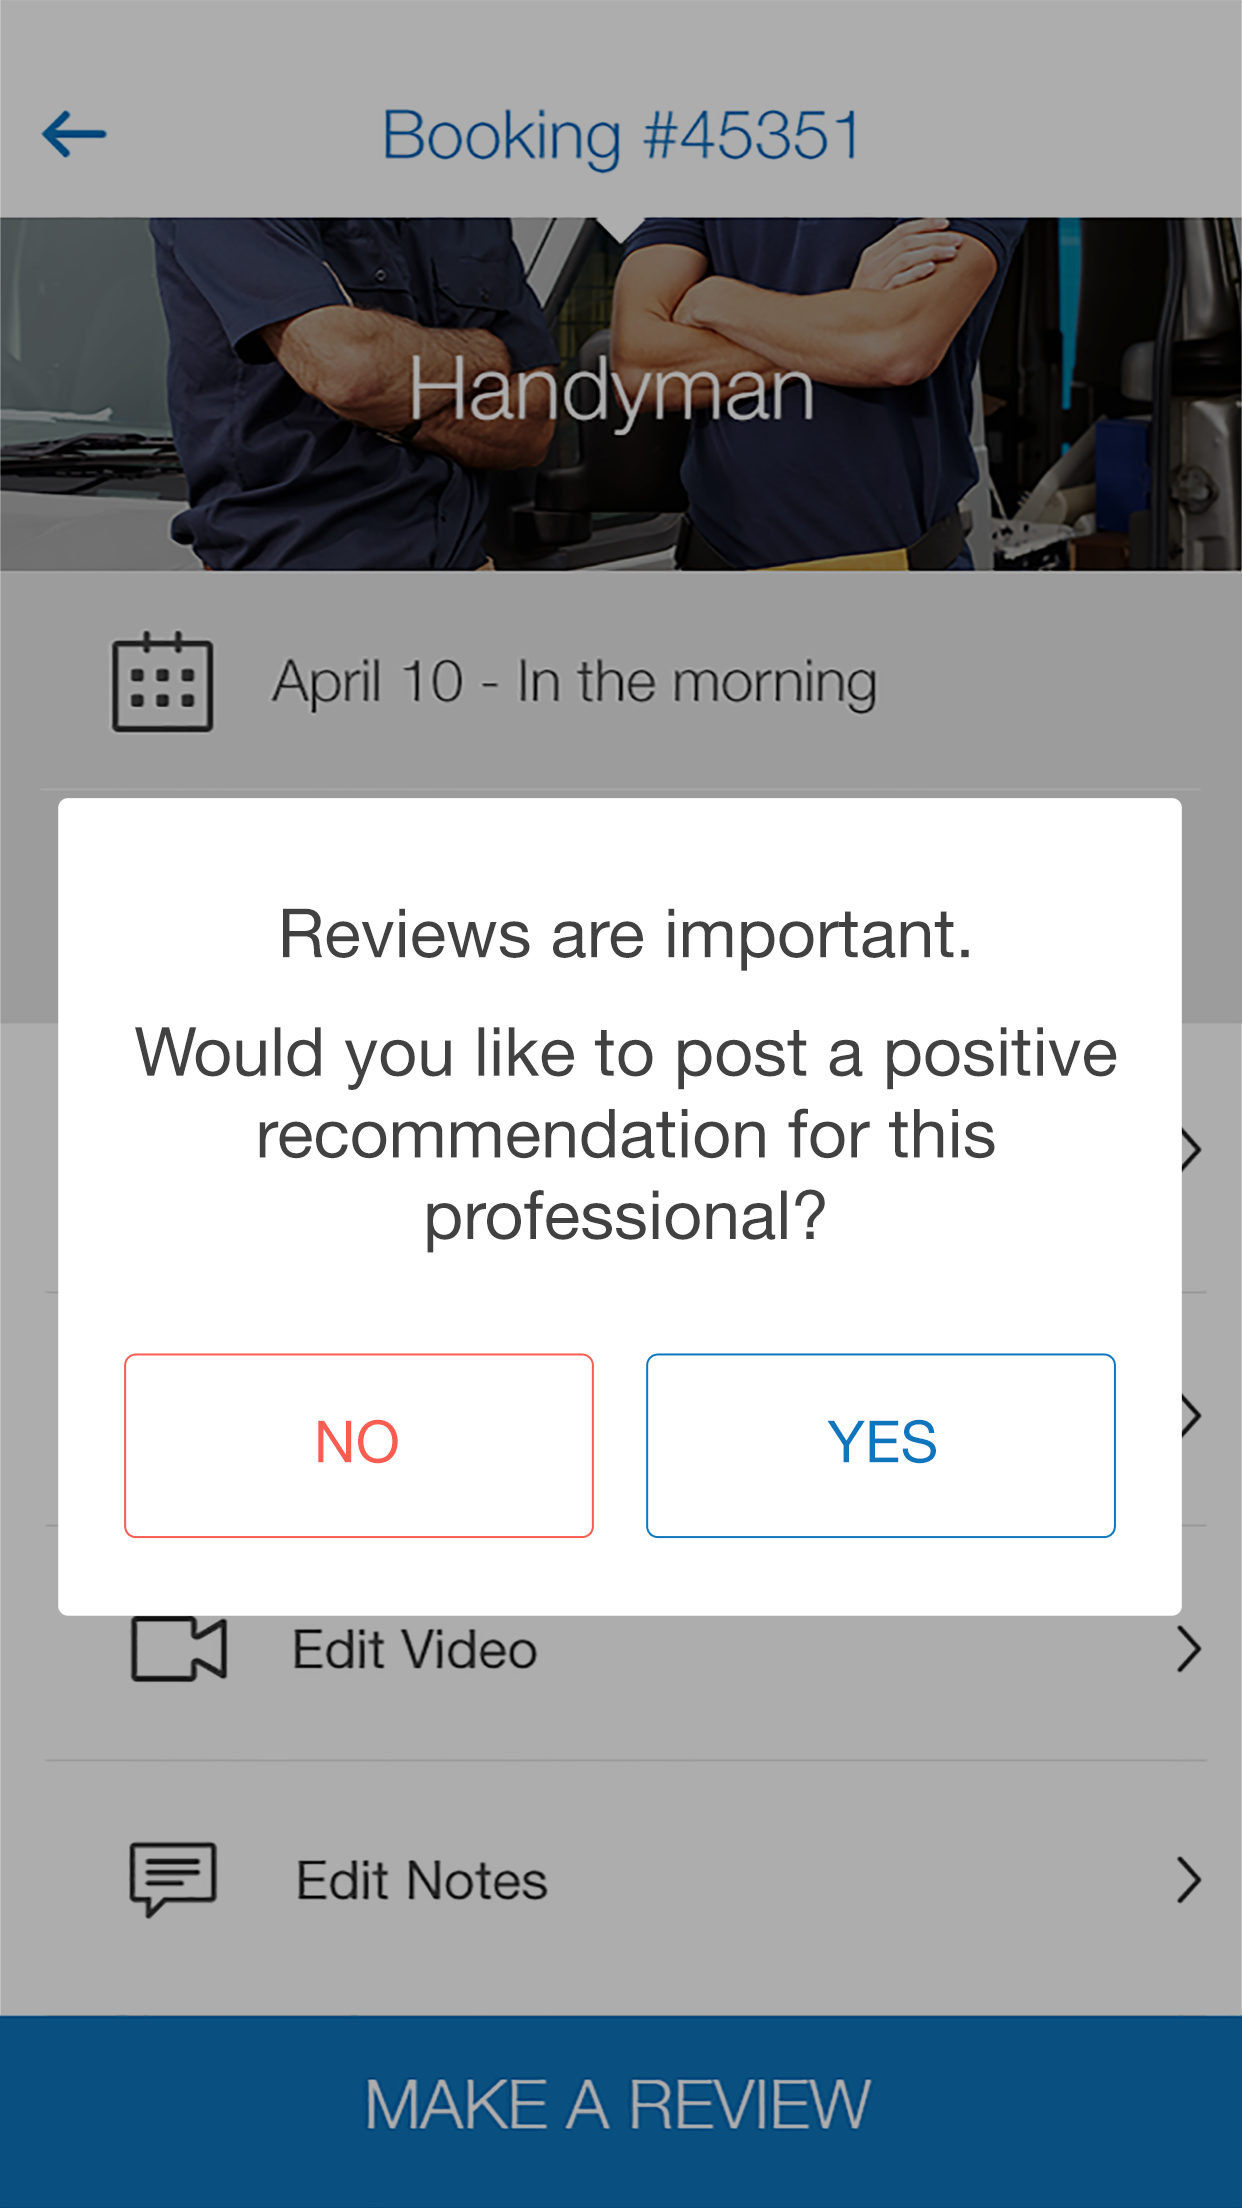 Booking #45351
Handyman
April 10 - In the morning
Reviews are important.
Would you like to post a positive
recommendation for this
professional?
NO
YES
Edit Video
Edit Notes
MAKE A REVIEW